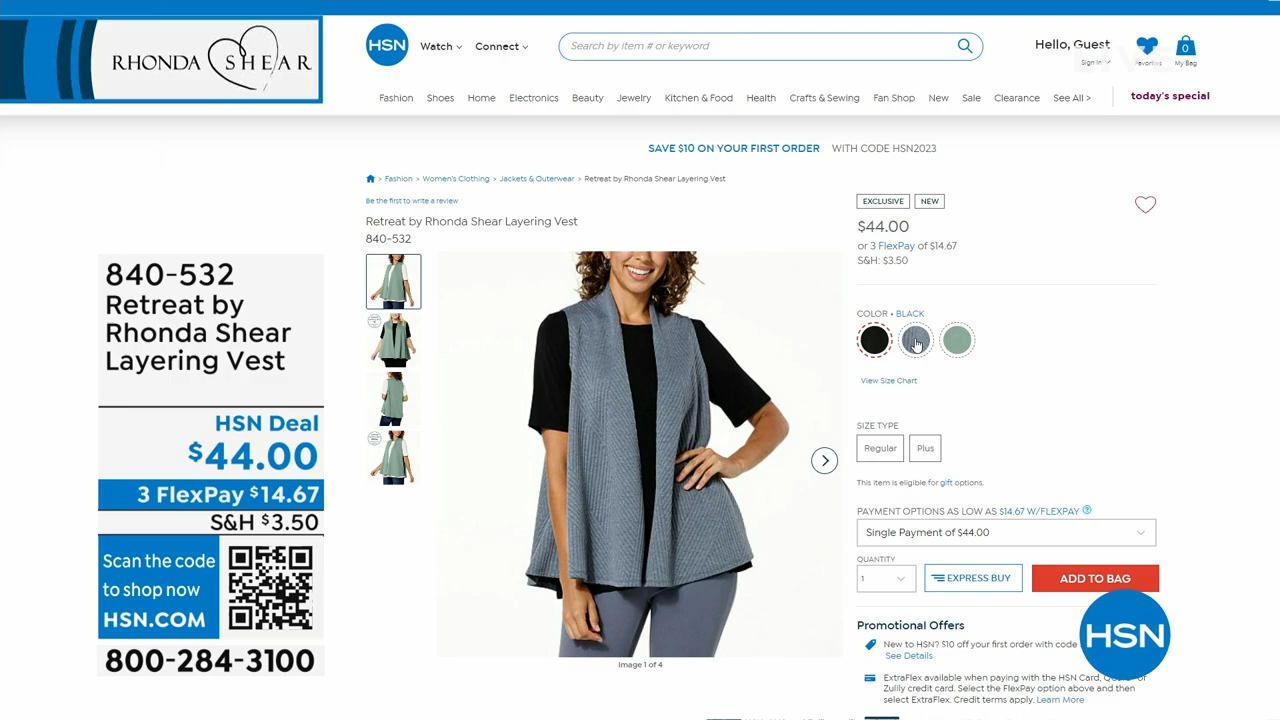 RHONDA SHEAR
HSN
Watch
Connect
Search by item # or keyword
Hello, Guest
Sign In
Favorites
0
My Bag
Fashion Shoes Home Electronics Beauty Jewelry Kitchen & Food Health Crafts & Sewing Fan Shop New Sale Clearance See All >
today's special
SAVE $10 ON YOUR FIRST ORDER WITH CODE HSN2023
> Fashion > Women's Clothing > Jackets & Outerwear > Retreat by Rhonda Shear Layering Vest
Be the first to write a review
Retreat by Rhonda Shear Layering Vest
840-532
EXCLUSIVE NEW
$44.00
or 3 FlexPay of $14.67
S&H: $3.50
COLOR • BLACK
View Size Chart
SIZE TYPE
Regular Plus
This item is eligible for gift options.
PAYMENT OPTIONS AS LOW AS $14.67 W/FLEXPAY
Single Payment of $44.00
QUANTITY
1
EXPRESS BUY
ADD TO BAG
Image 1 of 4
Promotional Offers
New to HSN? $10 off your first order with code
See Details
ExtraFlex available when paying with the HSN Card, or
Zulily credit card. Select the FlexPay option above and then
select ExtraFlex. Credit terms apply. Learn More
HSN
840-532
Retreat by
Rhonda Shear
Layering Vest
HSN Deal
$44.00
3 FlexPay $14.67
S&H $3.50
Scan the code
to shop now
HSN.COM
800-284-3100